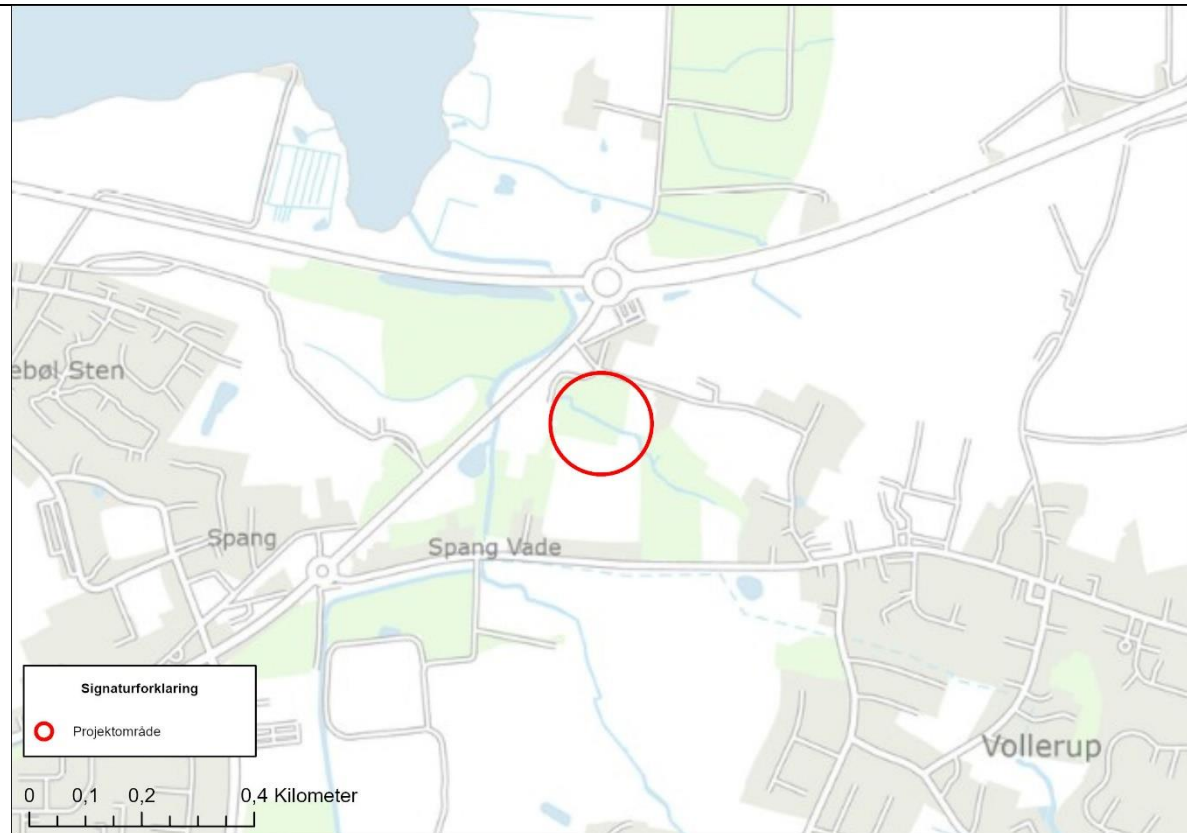 ebøl Sten
Spang
Spang Vade
Vollerup
Signaturforklaring
Projektområde
0 0,1 0,2 0,4 Kilometer